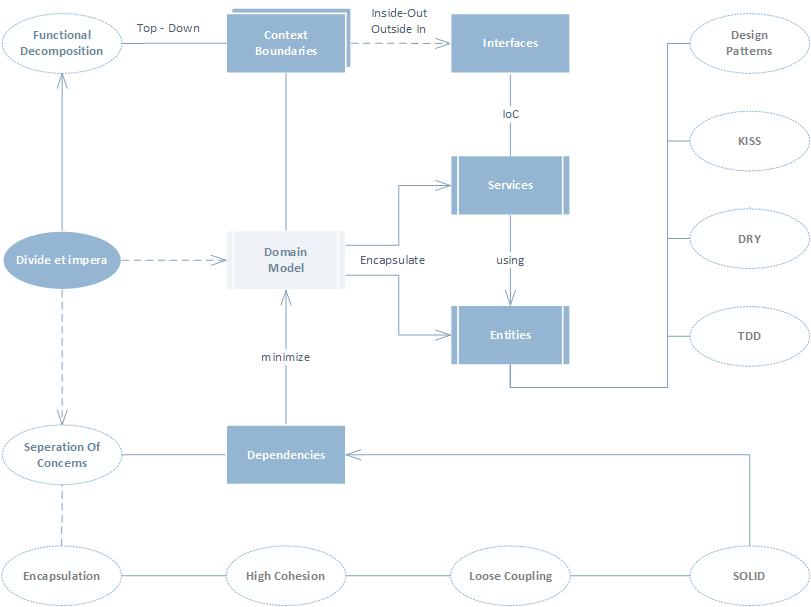 Functional
Decomposition
Top - Down
Context
Boundaries
Inside-Out
Outside In
Interfaces
Design
Patterns
IoC
KISS
Services
Divide et impera
Domain
Model
Encapsulate
using
DRY
Entities
TDD
minimize
Seperation Of
Concerns
Dependencies
Encapsulation
High Cohesion
Loose Coupling
SOLID